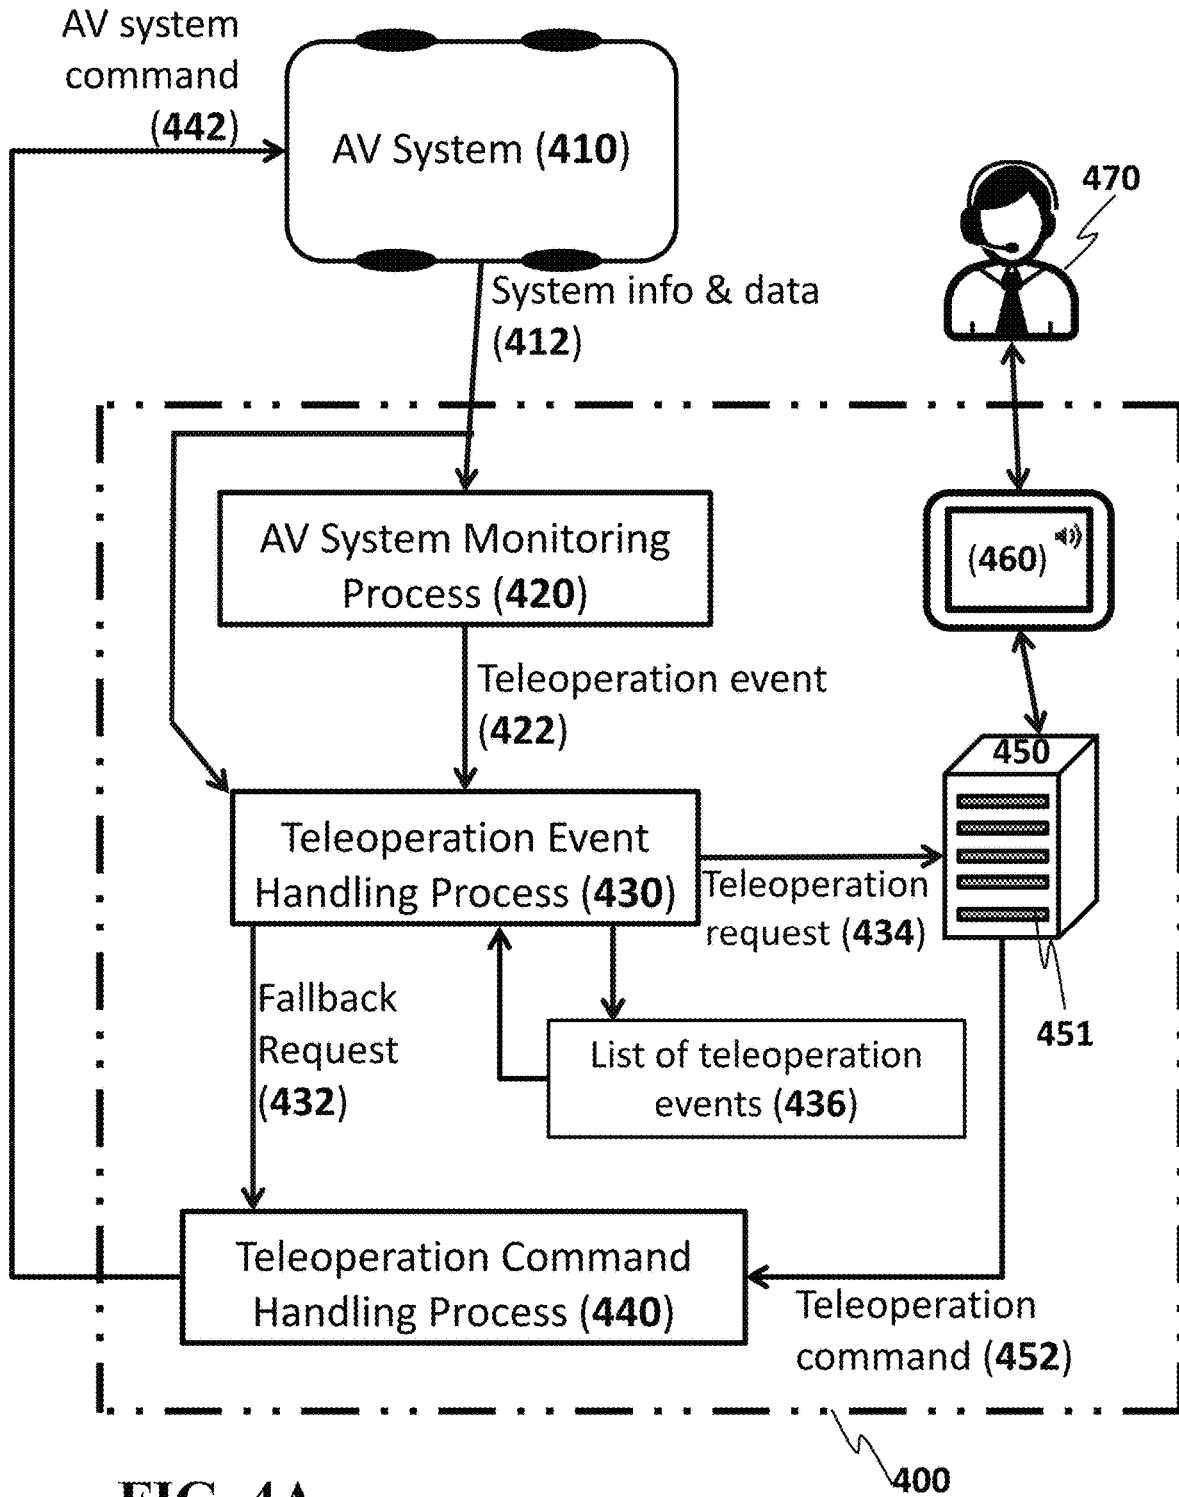 AV system
command
(442)
AV System (410)
470
System info & data
(412)
AV System Monitoring
Process (420)
(460)
Teleoperation event
(422)
450
Teleoperation Event
Handling Process (430)
Teleoperation
request (434)
Fallback
Request
(432)
451
List of teleoperation
events (436)
Teleoperation Command
Handling Process (440)
Teleoperation
command (452)
400
FIG. 4A